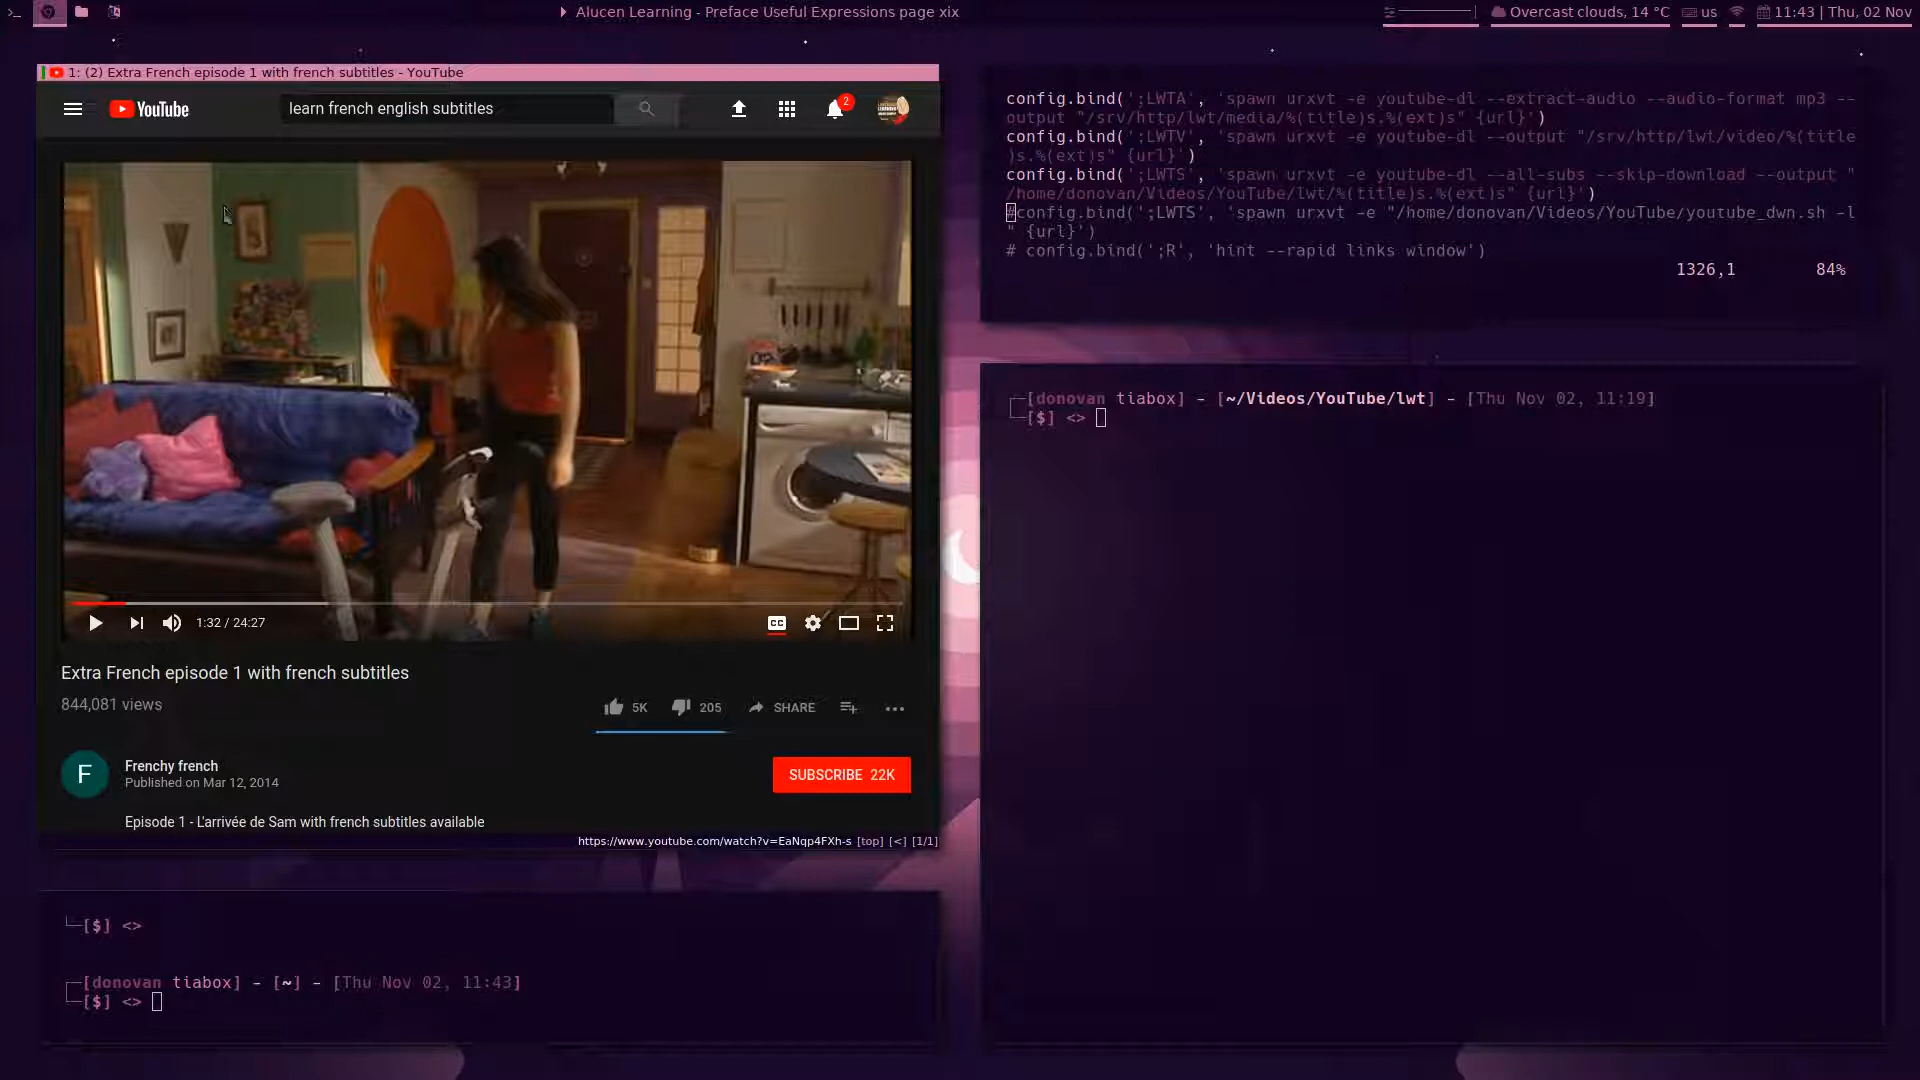 >_
Alucen Learning - Preface Useful Expressions page xix
Overcast clouds, 14 °C
us
11:43 | Thu, 02 Nov
1: (2) Extra French episode 1 with french subtitles - YouTube
YouTube
learn french english subtitles
2
1:32 / 24:27
CC
Extra French episode 1 with french subtitles
844,081 views
5K
205
SHARE
F
Frenchy french
Published on Mar 12, 2014
SUBSCRIBE 22K
Episode 1 - L'arrivée de Sam with french subtitles available
https://www.youtube.com/watch?v=EaNqp4FXh-s [top] [<] [1/1]
[$] <>
[donovan tiabox] - [~] - [Thu Nov 02, 11:43]
[$] <>
config.bind(';LWTA', 'spawn urxvt -e youtube-dl --extract-audio --audio-format mp3 --
output "/srv/http/lwt/media/%(title)s.%(ext)s" {url}')
config.bind(';LWTV', 'spawn urxvt -e youtube-dl --output "/srv/http/lwt/video/%(title
)s.%(ext)s" {url}')
config.bind(';LWTS', 'spawn urxvt -e youtube-dl --all-subs --skip-download --output "
/home/donovan/Videos/YouTube/lwt/%(title)s.%(ext)s" {url}')
#config.bind(';LWTS', 'spawn urxvt -e "/home/donovan/Videos/YouTube/youtube_dwn.sh -l
" {url}')
# config.bind(';R', 'hint --rapid links window')
1326,1 84%
[donovan tiabox] - [~/Videos/YouTube/lwt] - [Thu Nov 02, 11:19]
[$] <>